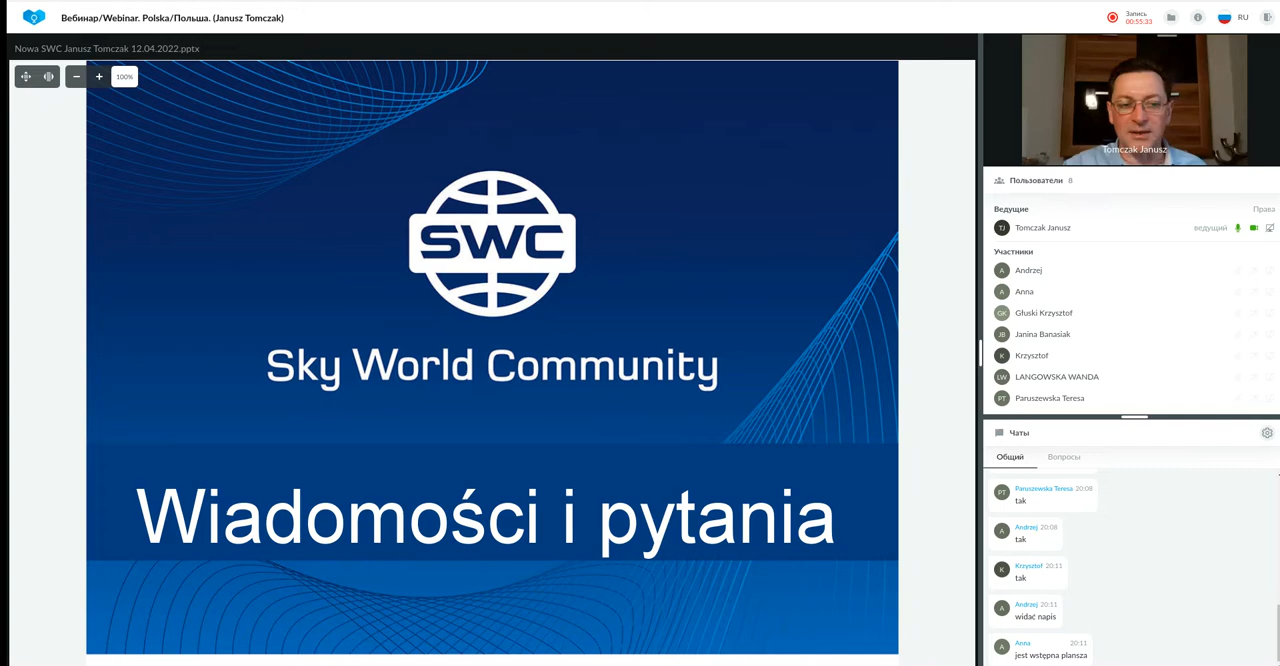 Вебинар/Webinar. Polska/Польша. (Janusz Tomczak)
Запись
00:55:33
RU
Nowa SWC Janusz Tomczak 12.04.2022.pptx
100%
SWC
Sky World Community
Wiadomości i pytania
Tomczak Janusz
Пользователи 8
Ведущие Права
TJ Tomczak Janusz ведущий
Участники
A Andrzej
A Anna
GK Głuski Krzysztof
JB Janina Banasiak
K Krzysztof
LW LANGOWSKA WANDA
PT Paruszewska Teresa
Чаты
Общий Вопросы
PT Paruszewska Teresa 20:08
tak
A Andrzej 20:08
tak
K Krzysztof 20:11
tak
A Andrzej 20:11
widać napis
A Anna 20:11
jest wstępna plansza